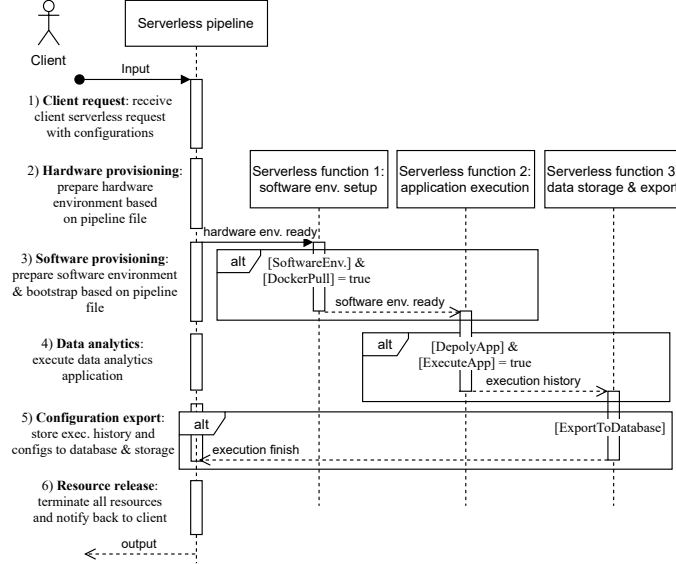 Serverless pipeline
Client
Input
1) Client request: receive
client serverless request
with configurations
2) Hardware provisioning:
prepare hardware
environment based
on pipeline file
Serverless function 1:
software env. setup
Serverless function 2:
application execution
Serverless function 3:
data storage & export
hardware env. ready
3) Software provisioning:
prepare software environment
& bootstrap based on pipeline
file
alt
[SoftwareEnv.] &
[DockerPull] = true
software env. ready
4) Data analytics:
execute data analytics
application
alt
[DepolyApp] &
[ExecuteApp] = true
execution history
5) Configuration export:
store exec. history and
configs to database & storage
alt
[ExportToDatabase]
execution finish
6) Resource release:
terminate all resources
and notify back to client
output